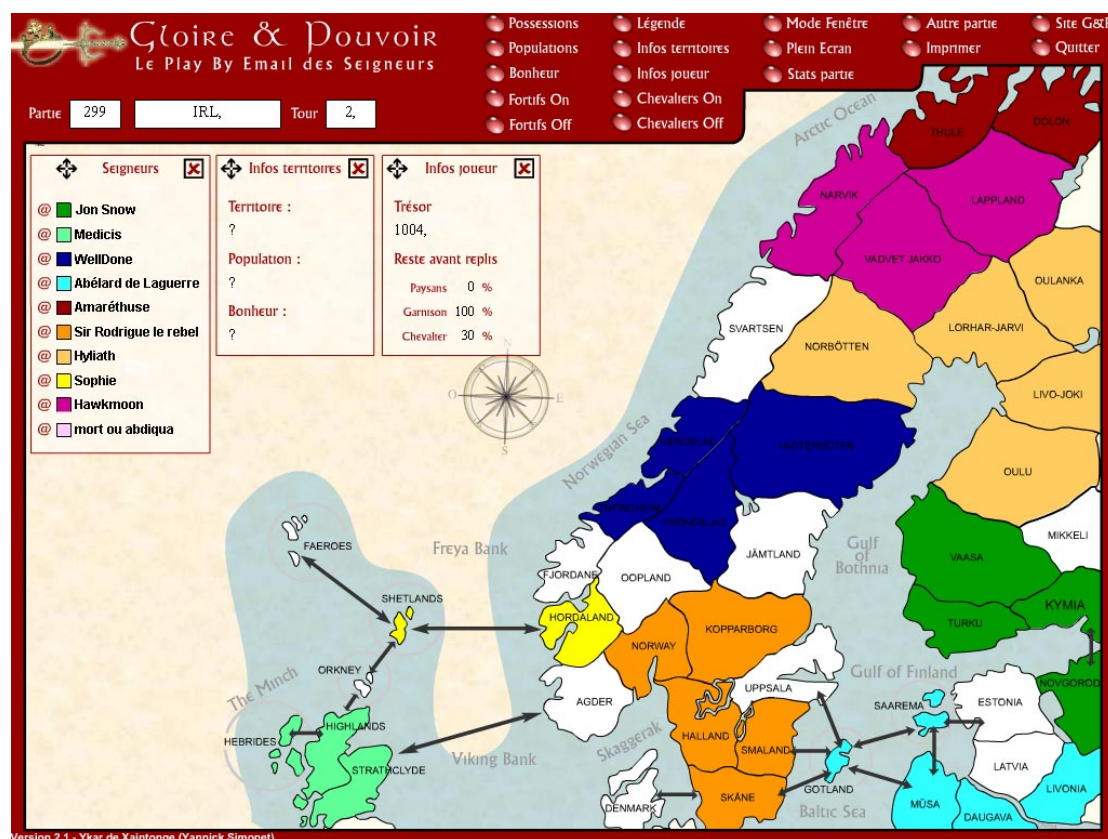 Gloire & Pouvoir
Le Play By Email des Seigneurs
Possessions
Populations
Bonheur
Fortifs On
Fortifs Off
Légende
Infos territoires
Infos joueur
Chevaliers On
Chevaliers Off
Mode Fenêtre
Plein Ecran
Stats partie
Autre partie
Imprimer
Site G&
Quitter
Partie 299 IRL, Tour 2,
Seigneurs
@ Jon Snow
@ Medicis
@ WellDone
@ Abélard de Laguerre
@ Amaréthuse
@ Sir Rodrigue le rebel
@ Hyliath
@ Sophie
@ Hawkmoon
@ mort ou abdiqua
Infos territoires
Territoire :
?
Population :
?
Bonheur :
?
Infos joueur
Trésor
1004,
Reste avant replis
Paysans 0 %
Garnison 100 %
Chevalier 30 %
N
O
E
S
Arctic Ocean
THULE
DOLON
NARVIK
LAPPLAND
VADVET JAKKO
OULANKA
SVARTSEN
NORBÖTTEN
LORHAR-JARVI
LIVO-JOKI
OULU
Norwegian Sea
VASTERBÖTEN
FAEROES
Freya Bank
FJORDANE
OOPLAND
JÄMTLAND
Gulf
of
Bothnia
VAASA
MIKKELI
SHETLANDS
HORDALAND
NORWAY
KOPPARBORG
TURKU
KYMIA
ORKNEY
The Minch
AGDER
UPPSALA
Gulf of Finland
SAAREMA
ESTONIA
NOVGOROD
HIGHLANDS
HEBRIDES
STRATHCLYDE
Viking Bank
Skaggerak
HALLAND
SMALAND
GOTLAND
LATVIA
LIVONIA
DENMARK
SKÄNE
Baltic Sea
MÜSA
DAUGAVA
Version 2.1 - Ykar de Xaintonge (Yannick Simonet)